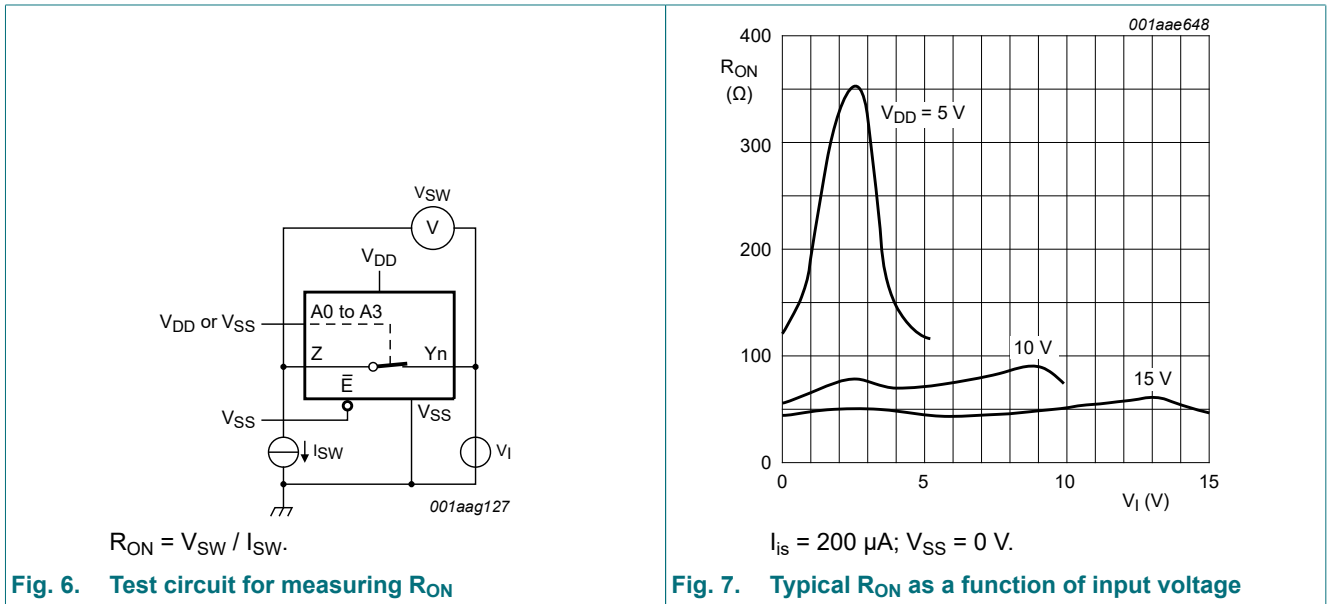 VSW
V
VDD
VDD or VSS
A0 to A3
Z
Yn
E̅
VSS
VSS
ISW
VI
001aag127
RON = VSW / ISW.
Fig. 6. Test circuit for measuring RON
001aae648
400
RON
(Ω)
VDD = 5 V
300
200
100
10 V
15 V
0
0
5
10
15
VI (V)
Iis = 200 μA; VSS = 0 V.
Fig. 7. Typical RON as a function of input voltage